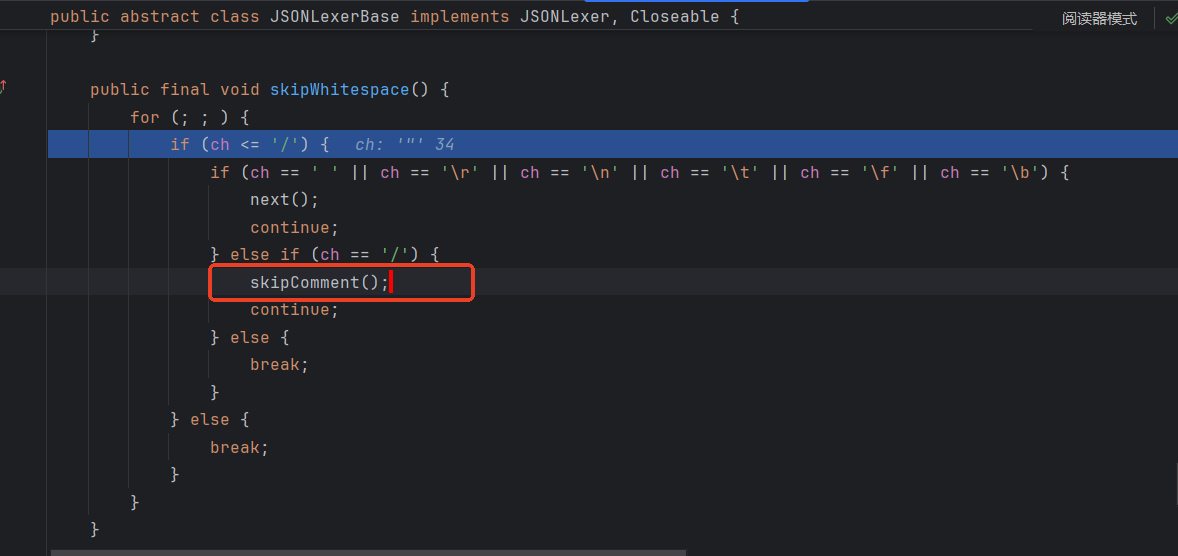 public abstract class JSONLexerBase implements JSONLexer, Closeable {
阅读器模式
}
public final void skipWhitespace() {
for (; ; ) {
if (ch <= '/') { ch: '"' 34
if (ch == ' ' || ch == '\r' || ch == '\n' || ch == '\t' || ch == '\f' || ch == '\b') {
next();
continue;
} else if (ch == '/') {
skipComment();
continue;
} else {
break;
}
} else {
break;
}
}
}